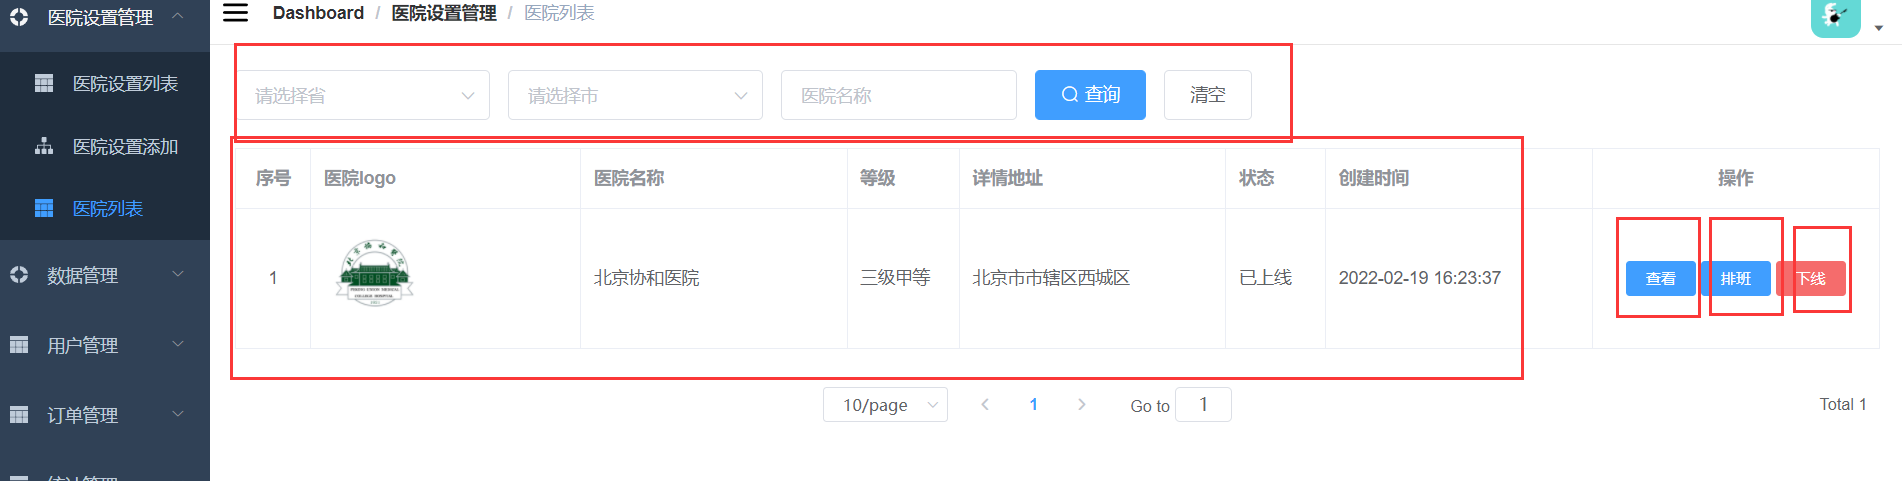 医院设置管理
Dashboard / 医院设置管理 / 医院列表
医院设置列表
医院设置添加
医院列表
数据管理
用户管理
订单管理
统计管理
请选择省 请选择市 医院名称 查询 清空
序号 医院logo 医院名称 等级 详情地址 状态 创建时间 操作
1 北京协和医院 三级甲等 北京市市辖区西城区 已上线 2022-02-19 16:23:37 查看 排班 下线
10/page 1 Go to 1 Total 1